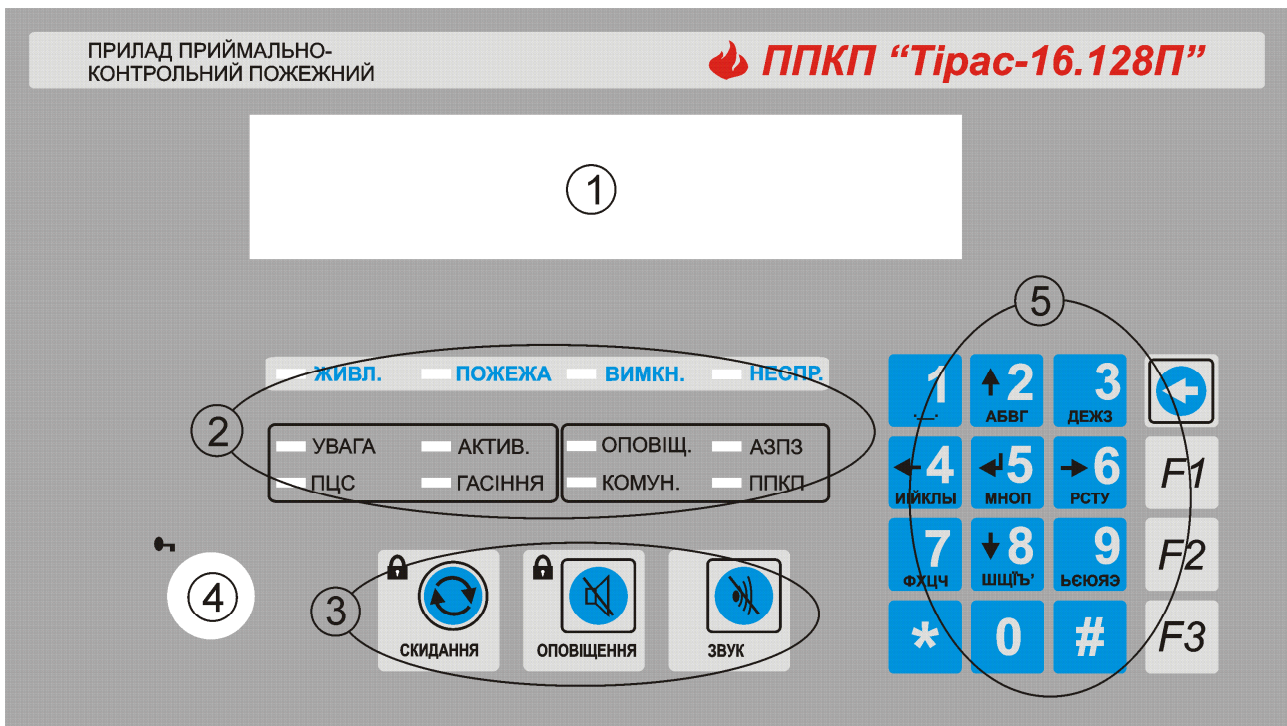 ПРИЛАД ПРИЙМАЛЬНО-
КОНТРОЛЬНИЙ ПОЖЕЖНИЙ
ППКП “Тірас-16.128П”
1
5
2
ЖИВЛ. ПОЖЕЖА ВИМКН. НЕСПР.
УВАГА АКТИВ. ОПОВІЩ. АЗПЗ
ПЦС ГАСІННЯ КОМУН. ППКП
4
3
СКИДАННЯ ОПОВІЩЕННЯ ЗВУК
1 2 3
.__. АБВГ ДЕЖЗ
4 5 6 F1
ИІЙКЛЫ МНОП РСТУ
7 8 9 F2
ФХЦЧ ШЩЇЪ' ЬЄЮЯЭ
* 0 # F3